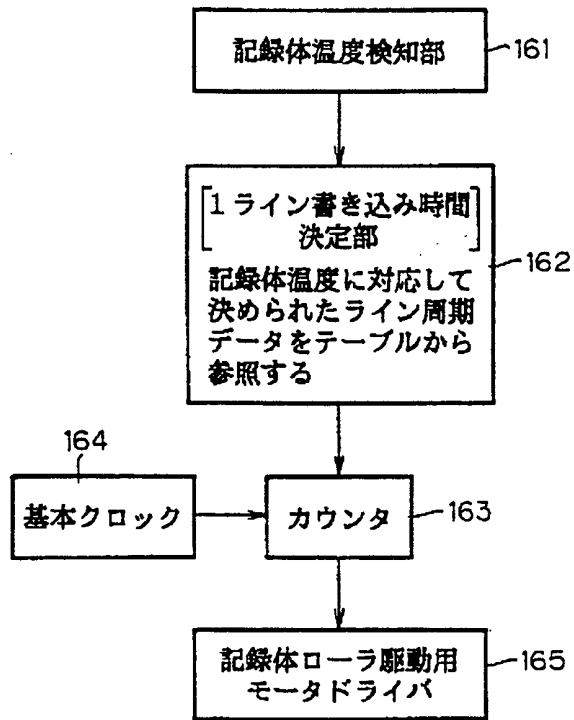 記録体温度検知部
161
1ライン書き込み時間
決定部
記録体温度に対応して
決められたライン周期
データをテーブルから
参照する
162
164
基本クロック
カウンタ
163
記録体ローラ駆動用
モータドライバ
165